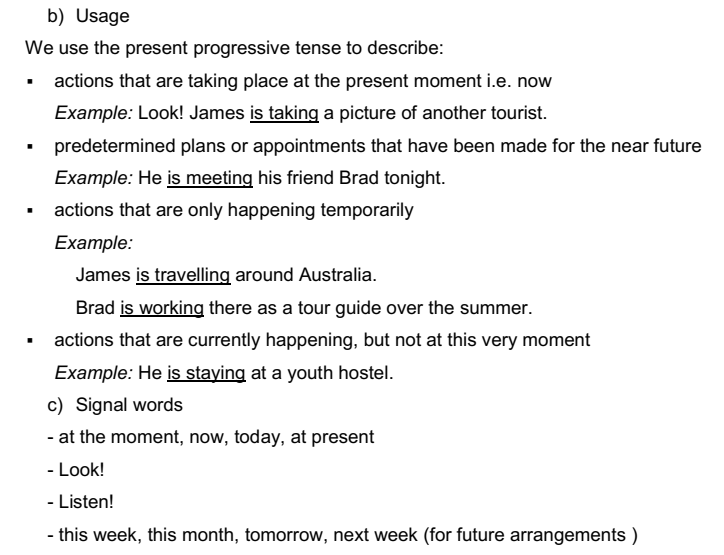 b) Usage
We use the present progressive tense to describe:
▪ actions that are taking place at the present moment i.e. now
Example: Look! James is taking a picture of another tourist.
▪ predetermined plans or appointments that have been made for the near future
Example: He is meeting his friend Brad tonight.
▪ actions that are only happening temporarily
Example:
James is travelling around Australia.
Brad is working there as a tour guide over the summer.
▪ actions that are currently happening, but not at this very moment
Example: He is staying at a youth hostel.
c) Signal words
- at the moment, now, today, at present
- Look!
- Listen!
- this week, this month, tomorrow, next week (for future arrangements )